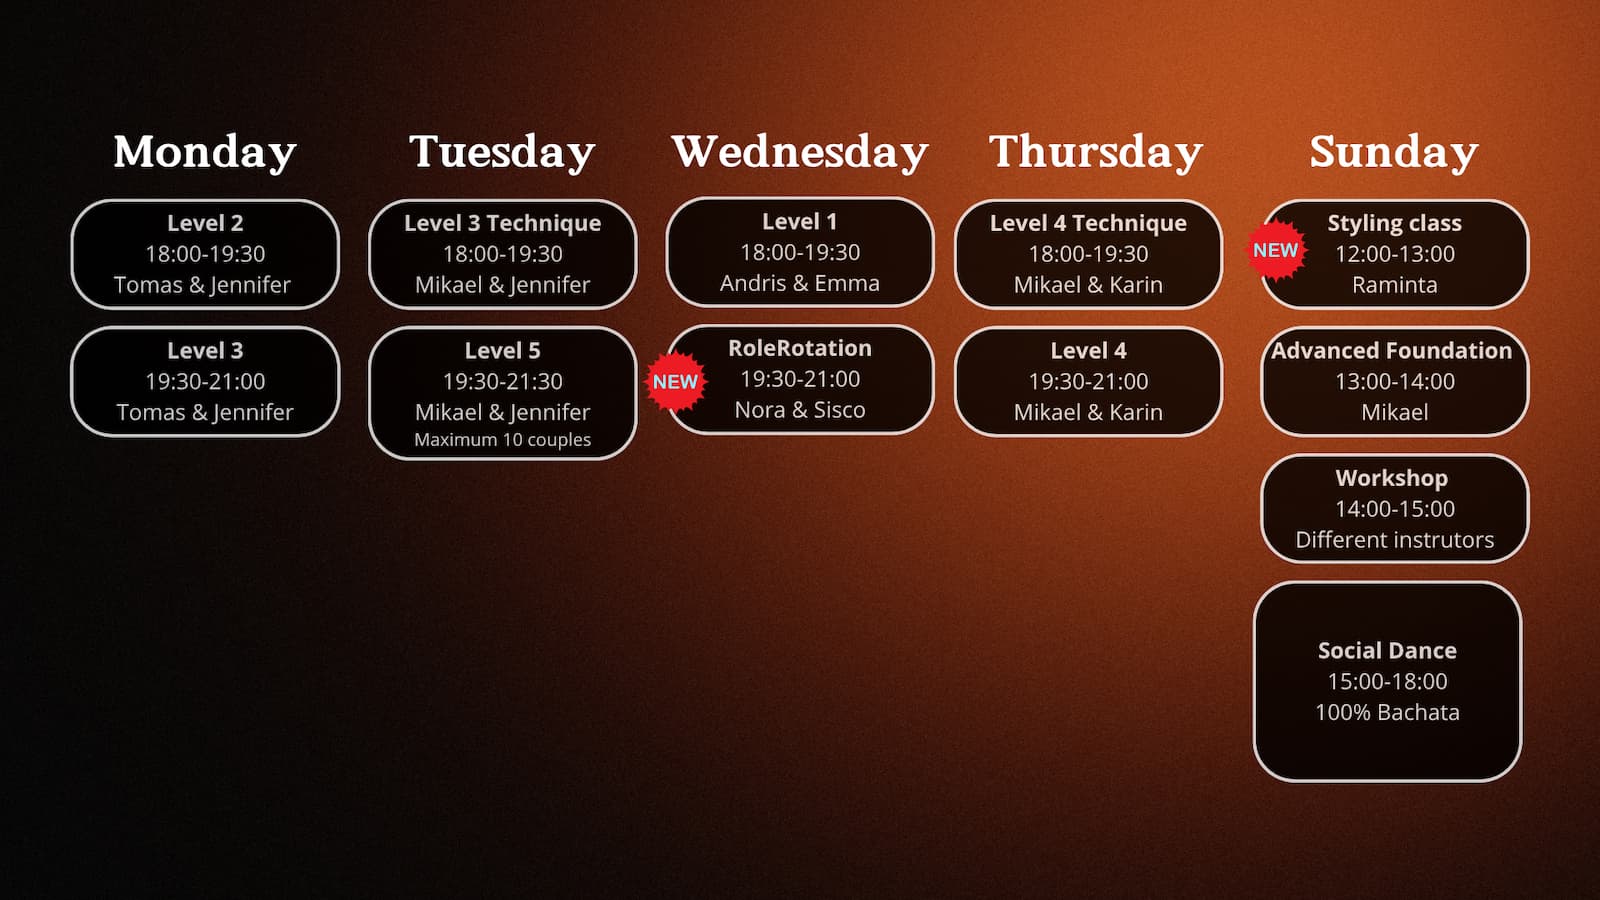 Monday
Level 2
18:00-19:30
Tomas & Jennifer
Level 3
19:30-21:00
Tomas & Jennifer
Tuesday
Level 3 Technique
18:00-19:30
Mikael & Jennifer
Level 5
19:30-21:30
Mikael & Jennifer
Maximum 10 couples
Wednesday
Level 1
18:00-19:30
Andris & Emma
NEW
RoleRotation
19:30-21:00
Nora & Sisco
Thursday
Level 4 Technique
18:00-19:30
Mikael & Karin
Level 4
19:30-21:00
Mikael & Karin
Sunday
NEW
Styling class
12:00-13:00
Raminta
Advanced Foundation
13:00-14:00
Mikael
Workshop
14:00-15:00
Different instrutors
Social Dance
15:00-18:00
100% Bachata